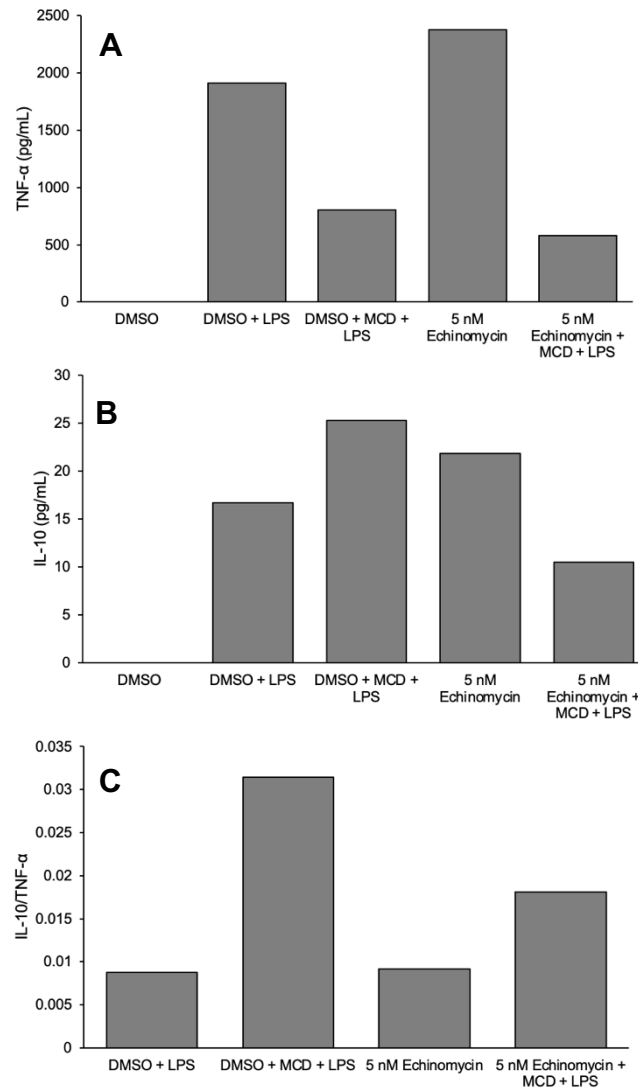 A
TNF-α (pg/mL)
2500
2000
1500
1000
500
0
DMSO
DMSO + LPS
DMSO + MCD +
LPS
5 nM
Echinomycin
5 nM
Echinomycin +
MCD + LPS
B
IL-10 (pg/mL)
30
25
20
15
10
5
0
DMSO
DMSO + LPS
DMSO + MCD +
LPS
5 nM
Echinomycin
5 nM
Echinomycin +
MCD + LPS
C
IL-10/TNF-α
0.035
0.03
0.025
0.02
0.015
0.01
0.005
0
DMSO + LPS
DMSO + MCD + LPS
5 nM Echinomycin
5 nM Echinomycin +
MCD + LPS